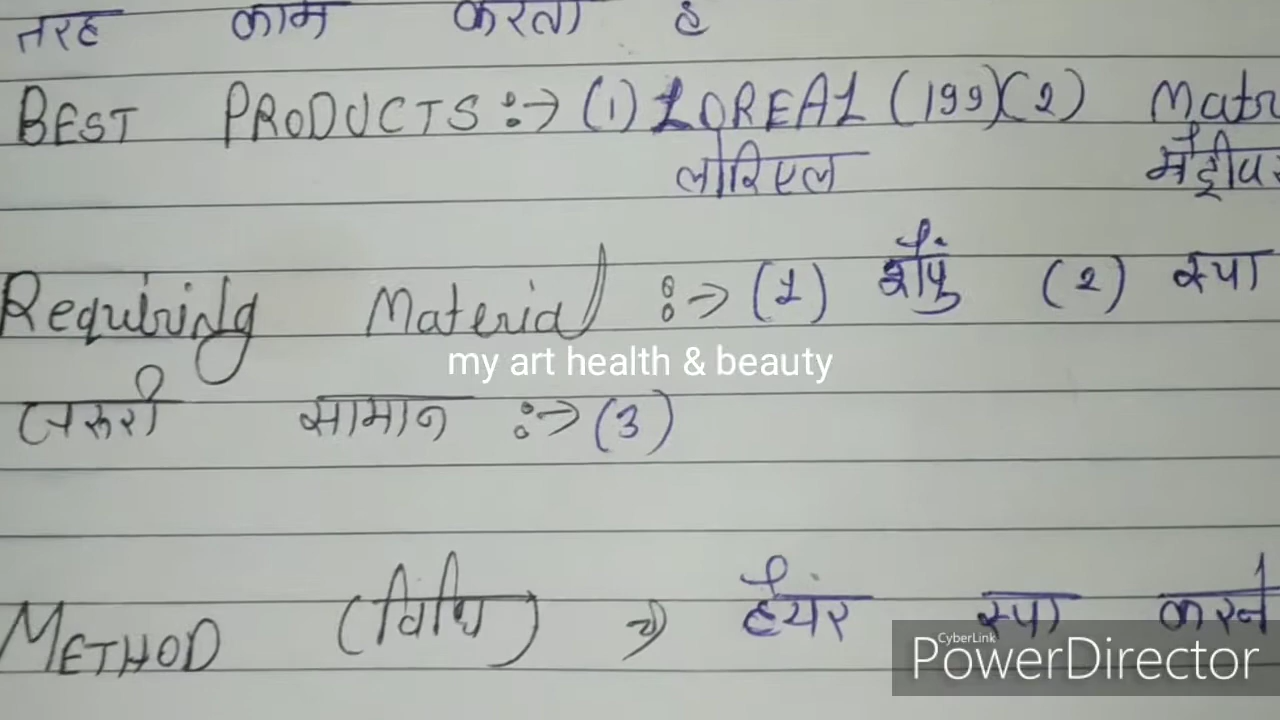 तरह काम करता है
BEST PRODUCTS :-> (1) LOREAL (199) (2) Matr
लोरिएल
Requiring Material :-> (1) शैंपु (2) स्पा
my art health & beauty
जरूरी सामान :-> (3)
METHOD (विधि) => हैयर स्पा करने
CyberLink
PowerDirector